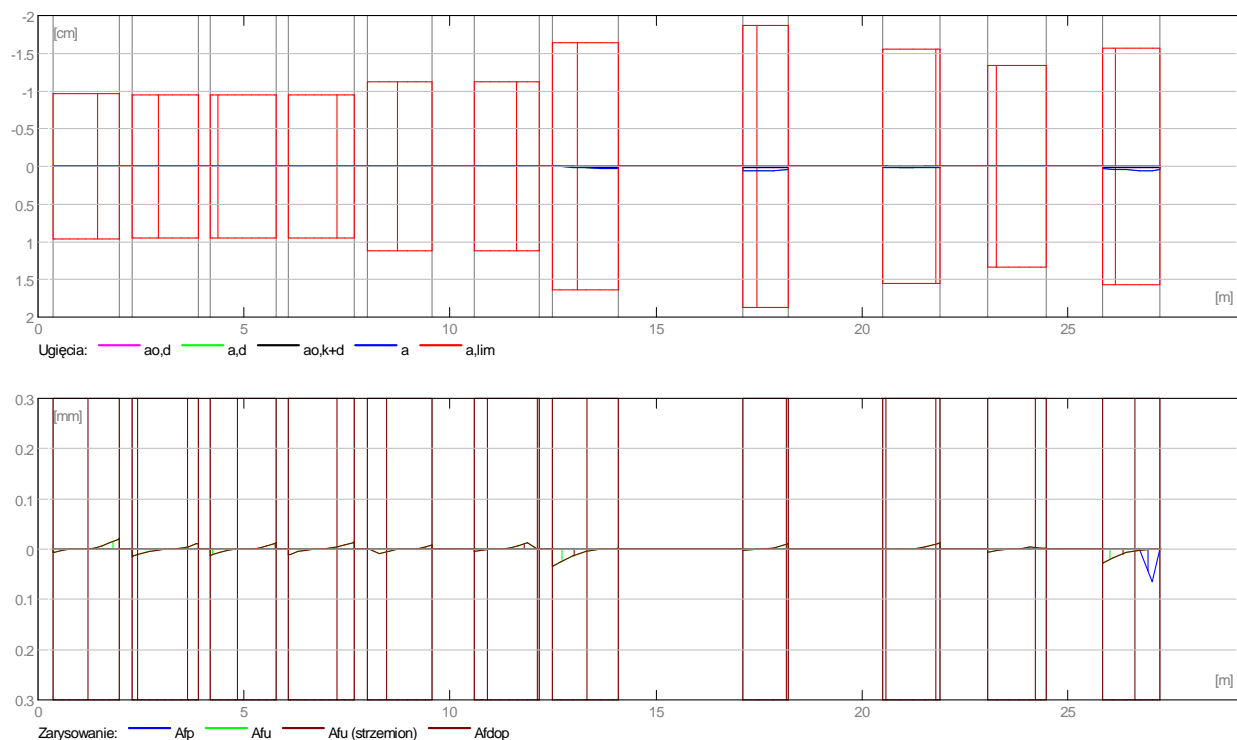 -2
[cm]
-1.5
-1
-0.5
0
0.5
1
1.5
[m]
2
0 5 10 15 20 25
Ugięcia: ao,d a,d ao,k+d a a,lim
0.3
[mm]
0.2
0.1
0
0.1
0.2
[m]
0.3
0 5 10 15 20 25
Zarysowanie: Afp Afu Afu (strzemion) Afdop